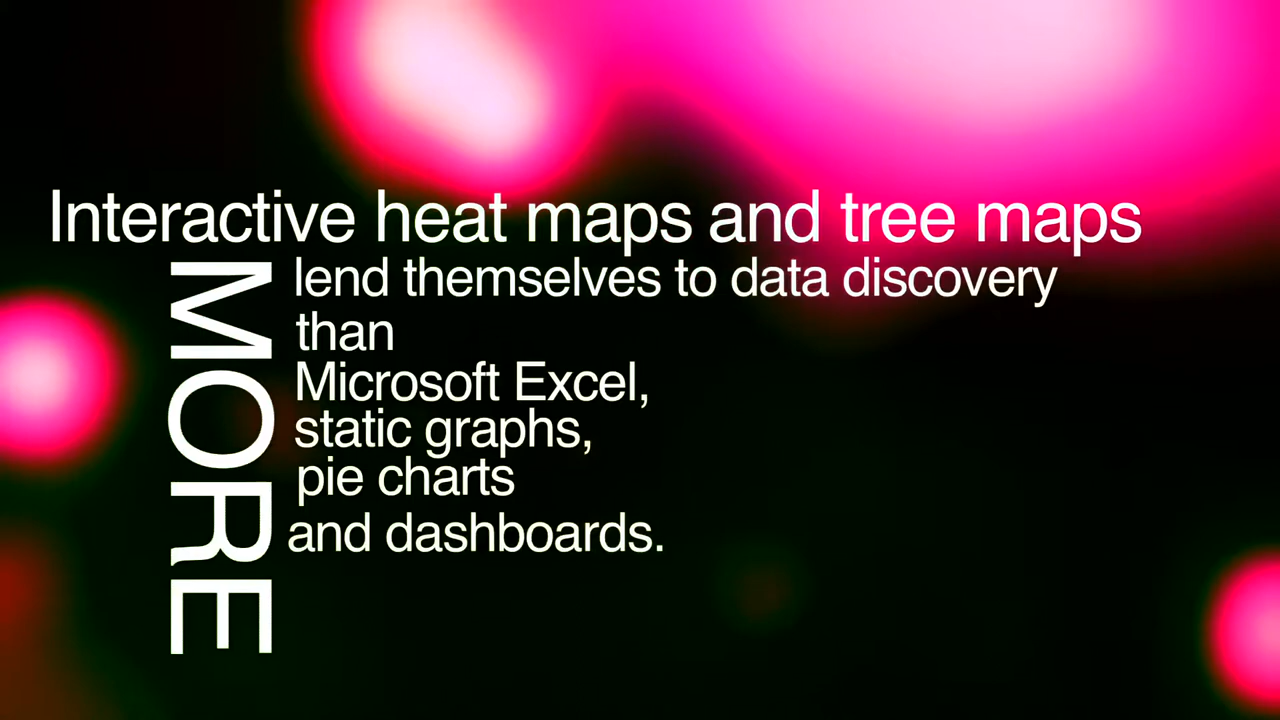 Interactive heat maps and tree maps
MORE
lend themselves to data discovery
than
Microsoft Excel,
static graphs,
pie charts
and dashboards.